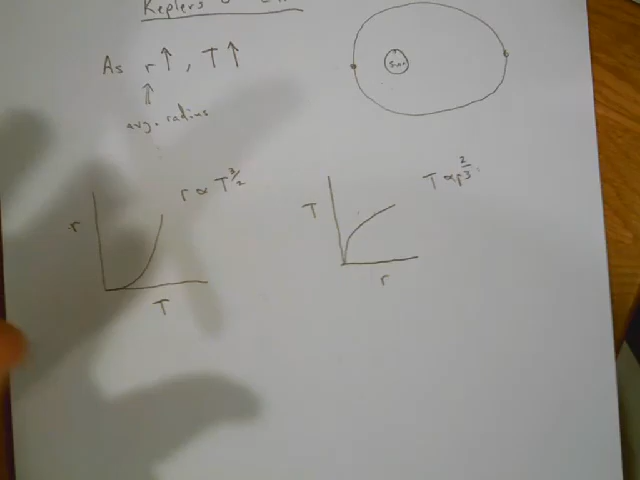 Keplers
As r↑, T↑
↑
avg. radius
Sun
r ∝ T^3/2
T ∝ r^2/3
r
T
T
r